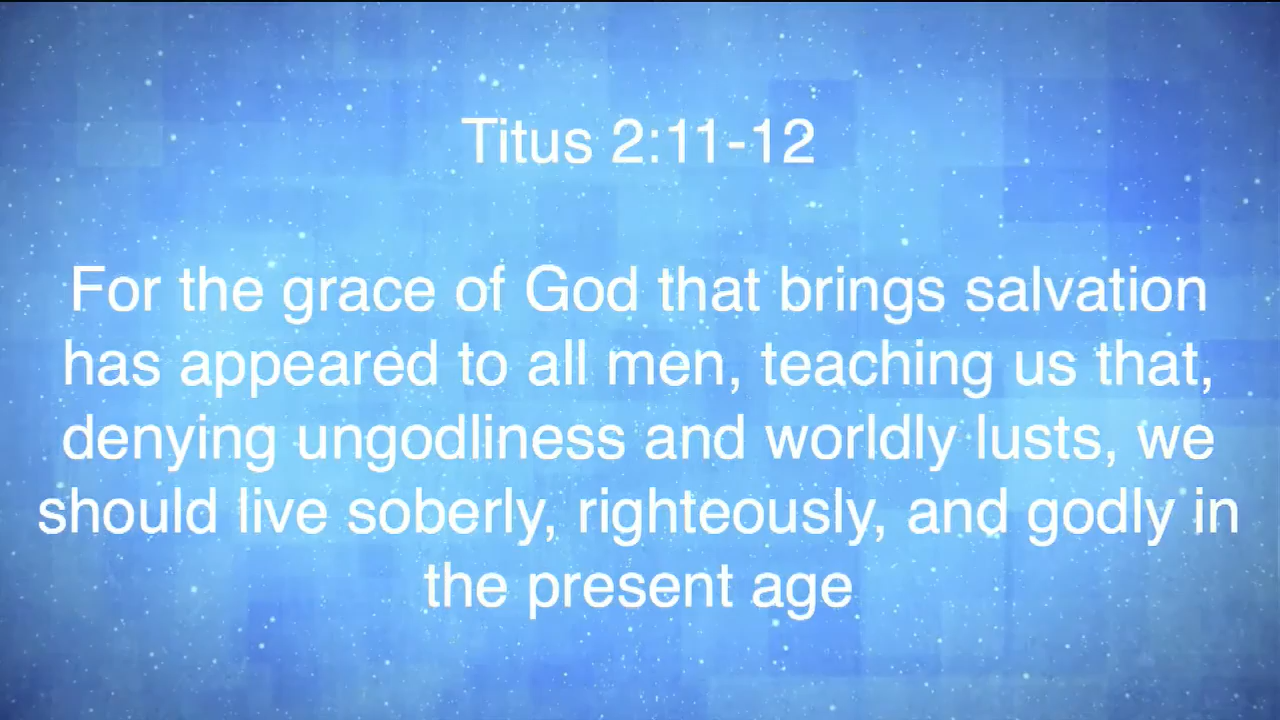 Titus 2:11-12
For the grace of God that brings salvation
has appeared to all men, teaching us that,
denying ungodliness and worldly lusts, we
should live soberly, righteously, and godly in
the present age